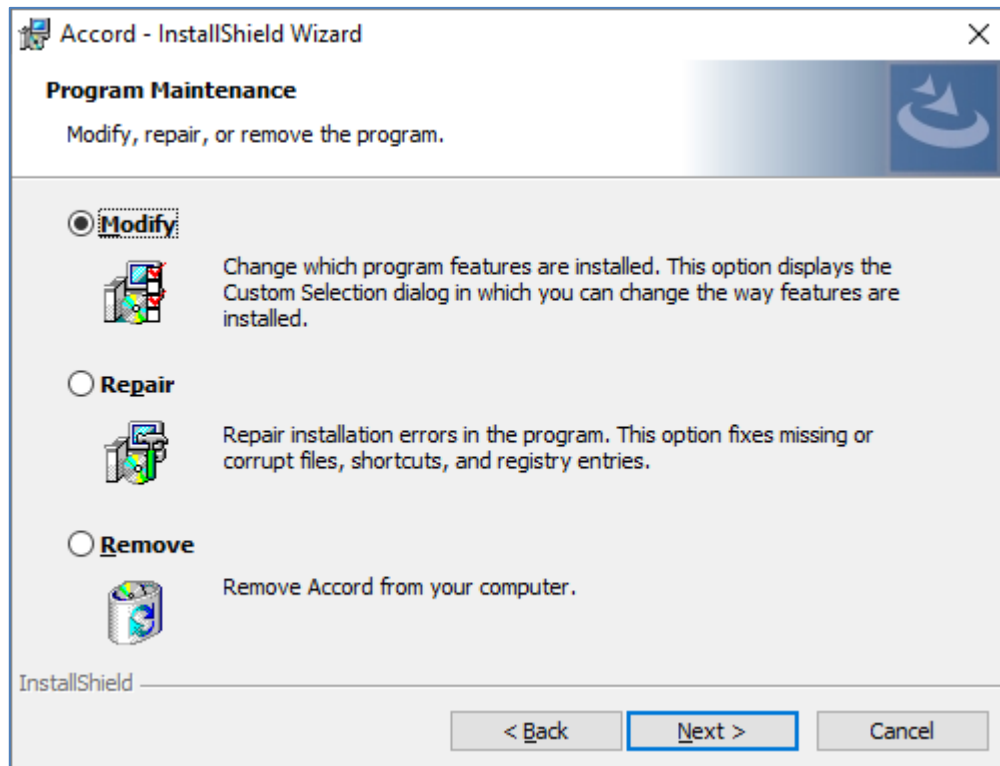 Accord - InstallShield Wizard
Program Maintenance
Modify, repair, or remove the program.
Modify
Change which program features are installed. This option displays the
Custom Selection dialog in which you can change the way features are
installed.
Repair
Repair installation errors in the program. This option fixes missing or
corrupt files, shortcuts, and registry entries.
Remove
Remove Accord from your computer.
InstallShield
< Back
Next >
Cancel